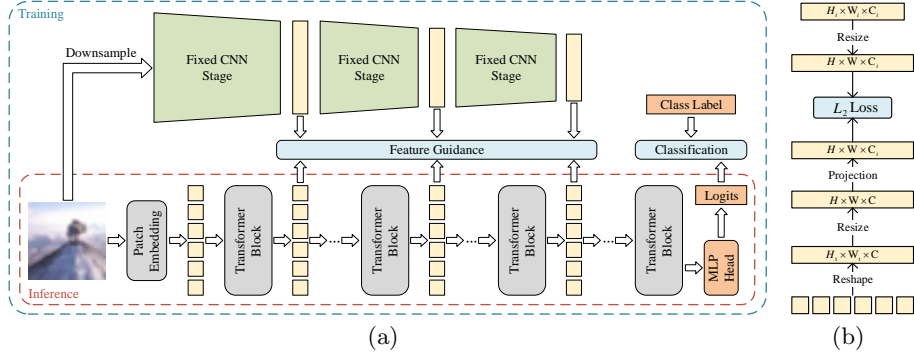 Training
Downsample
Fixed CNN
Stage
Fixed CNN
Stage
Fixed CNN
Stage
Class Label
Feature Guidance
Classification
Patch
Embedding
Transformer
Block
Transformer
Block
Transformer
Block
Transformer
Block
Logits
MLP
Head
Inference
(a)
H_i × W_i × C_i
Resize
H × W × C_i
L_2 Loss
H × W × C_i
Projection
H × W × C
Resize
H_t × W_t × C
Reshape
(b)